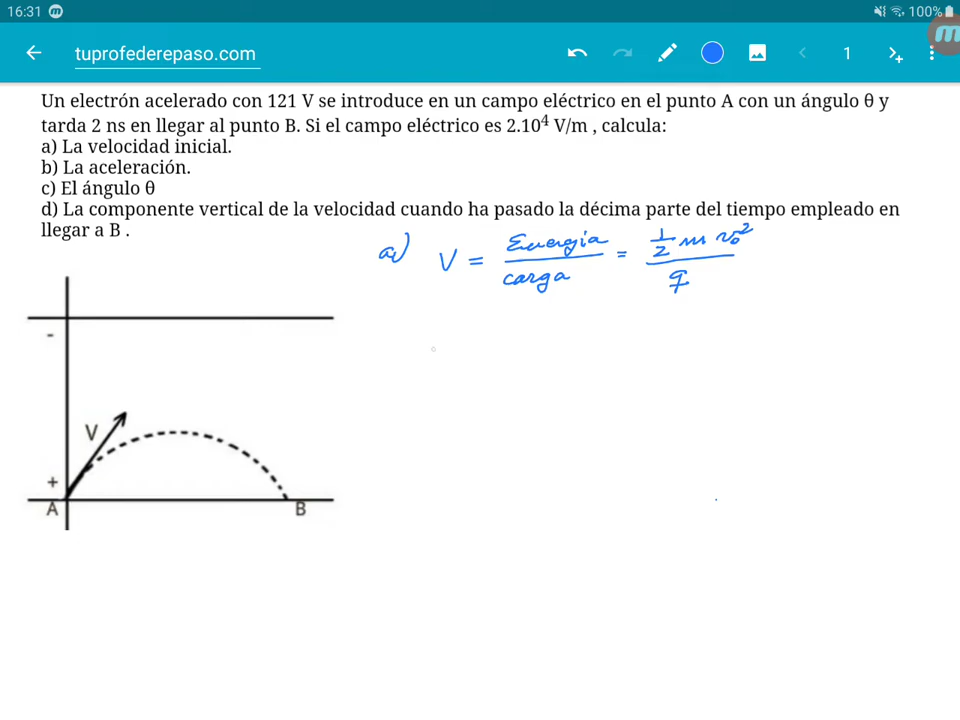 16:31 100%
tuprofederepaso.com 1
Un electrón acelerado con 121 V se introduce en un campo eléctrico en el punto A con un ángulo θ y
tarda 2 ns en llegar al punto B. Si el campo eléctrico es 2.10⁴ V/m , calcula:
a) La velocidad inicial.
b) La aceleración.
c) El ángulo θ
d) La componente vertical de la velocidad cuando ha pasado la décima parte del tiempo empleado en
llegar a B .
a) V = Energia / carga = ½ m v₀² / q
-
V
+
A B